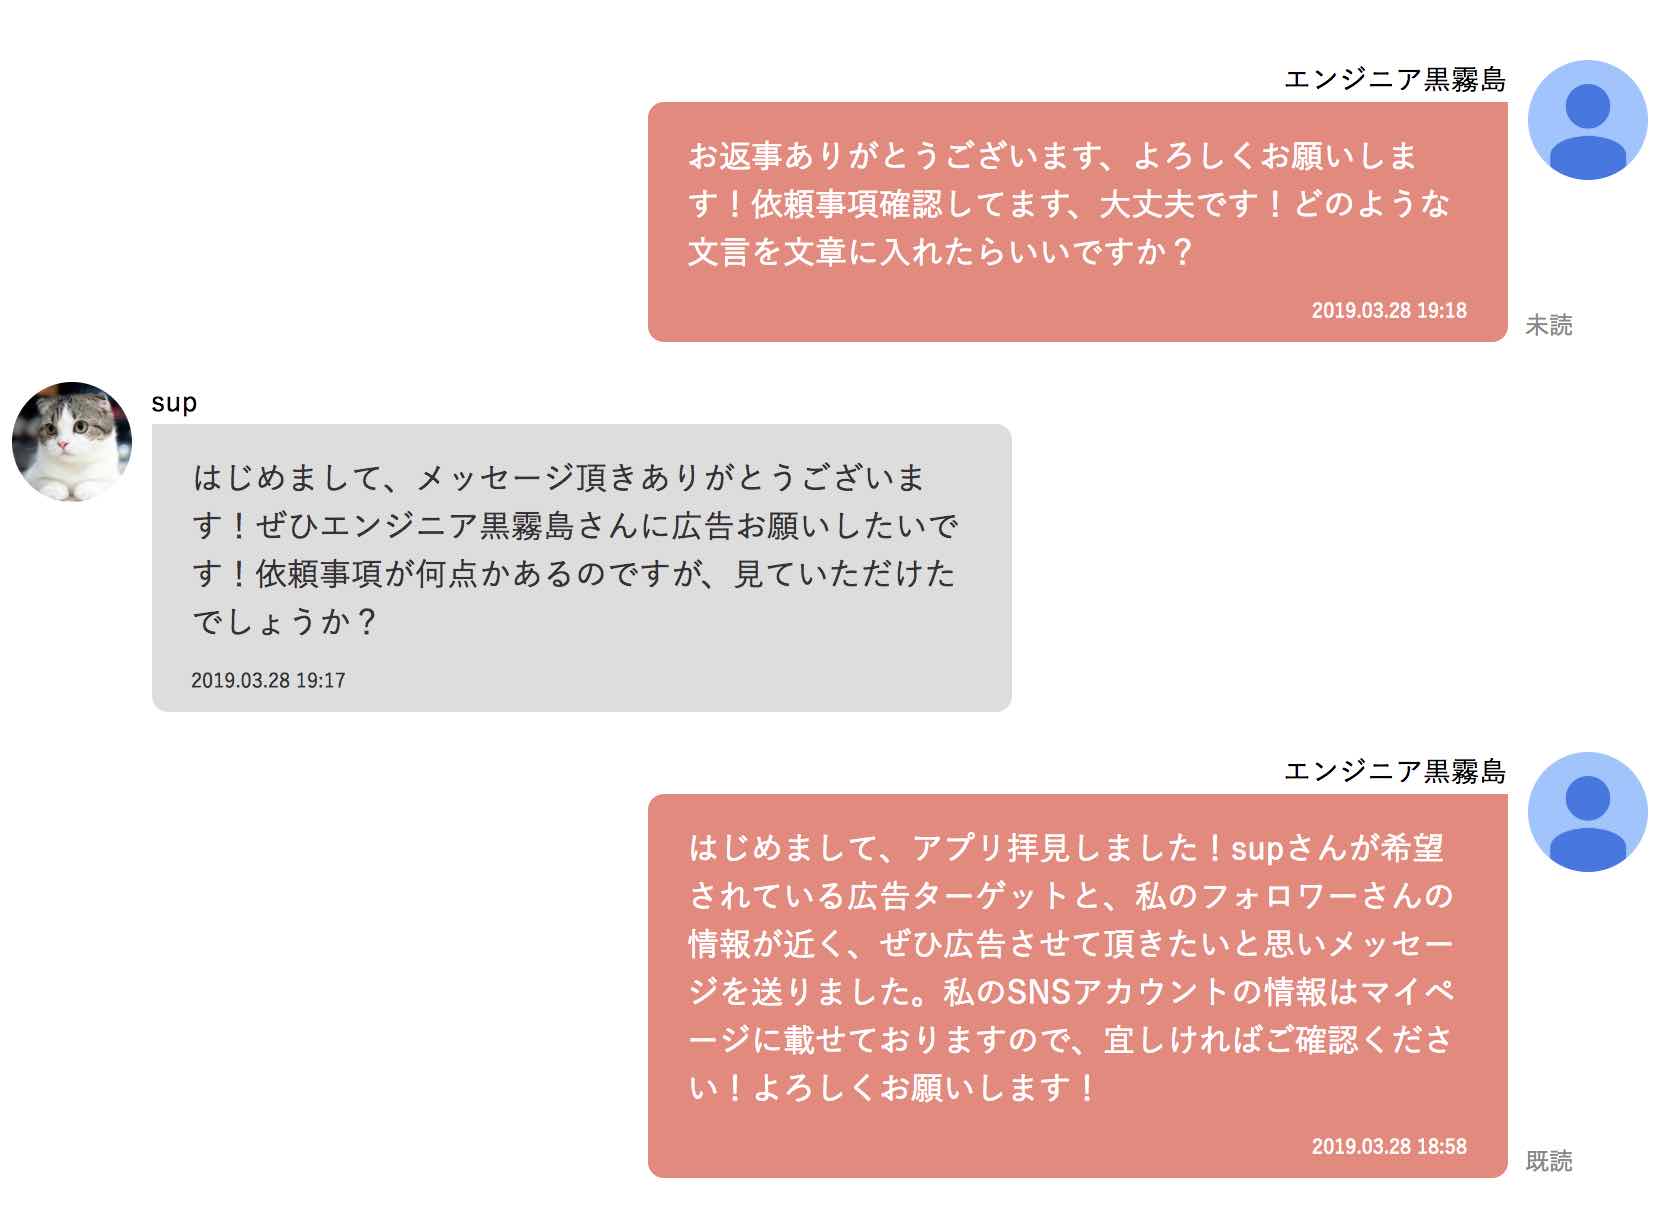 エンジニア黒霧島
お返事ありがとうございます、よろしくお願いしま
す！依頼事項確認してます、大丈夫です！どのような
文言を文章に入れたらいいですか？
2019.03.28 19:18
未読
sup
はじめまして、メッセージ頂きありがとうございま
す！ぜひエンジニア黒霧島さんに広告お願いしたいで
す！依頼事項が何点かあるのですが、見ていただけた
でしょうか？
2019.03.28 19:17
エンジニア黒霧島
はじめまして、アプリ拝見しました！supさんが希望
されている広告ターゲットと、私のフォロワーさんの
情報が近く、ぜひ広告させて頂きたいと思いメッセー
ジを送りました。私のSNSアカウントの情報はマイペ
ージに載せておりますので、宜しければご確認くださ
い！よろしくお願いします！
2019.03.28 18:58
既読